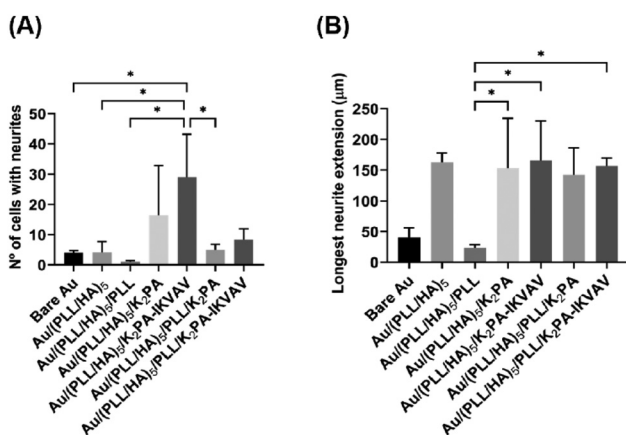 (A)
Nº of cells with neurites
50
40
30
20
10
0
* 
*
*
*
Bare Au
Au/(PLL/HA)₅
Au/(PLL/HA)₅/PLL
Au/(PLL/HA)₅/K₂PA
Au/(PLL/HA)₅/K₂PA-IKVAV
Au/(PLL/HA)₅/PLL/K₂PA
Au/(PLL/HA)₅/PLL/K₂PA-IKVAV
(B)
Longest neurite extension (μm)
250
200
150
100
50
0
*
*
*
Bare Au
Au/(PLL/HA)₅
Au/(PLL/HA)₅/PLL
Au/(PLL/HA)₅/K₂PA
Au/(PLL/HA)₅/K₂PA-IKVAV
Au/(PLL/HA)₅/PLL/K₂PA
Au/(PLL/HA)₅/PLL/K₂PA-IKVAV